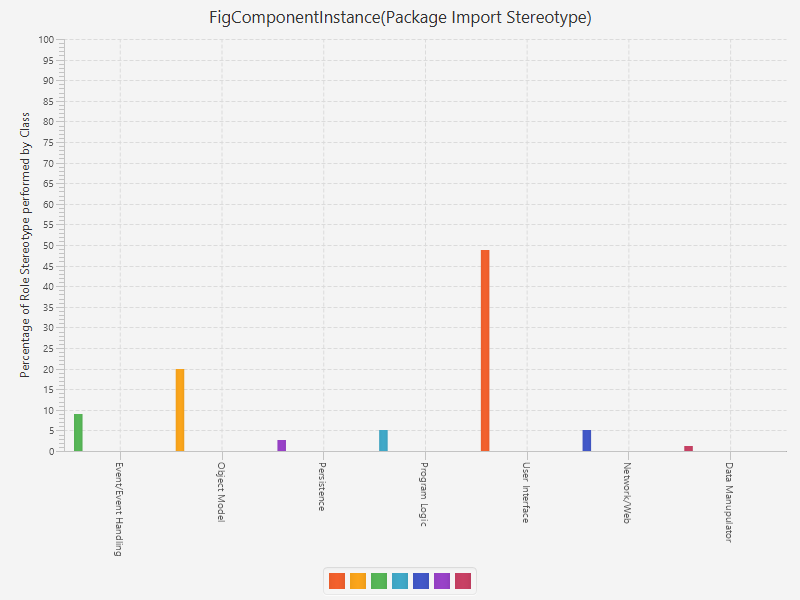 FigComponentInstance(Package Import Stereotype)
Percentage of Role Stereotype performed by Class
100
95
90
85
80
75
70
65
60
55
50
45
40
35
30
25
20
15
10
5
0
Event/Event Handling
Object Model
Persistence
Program Logic
User Interface
Network/Web
Data Manupulator